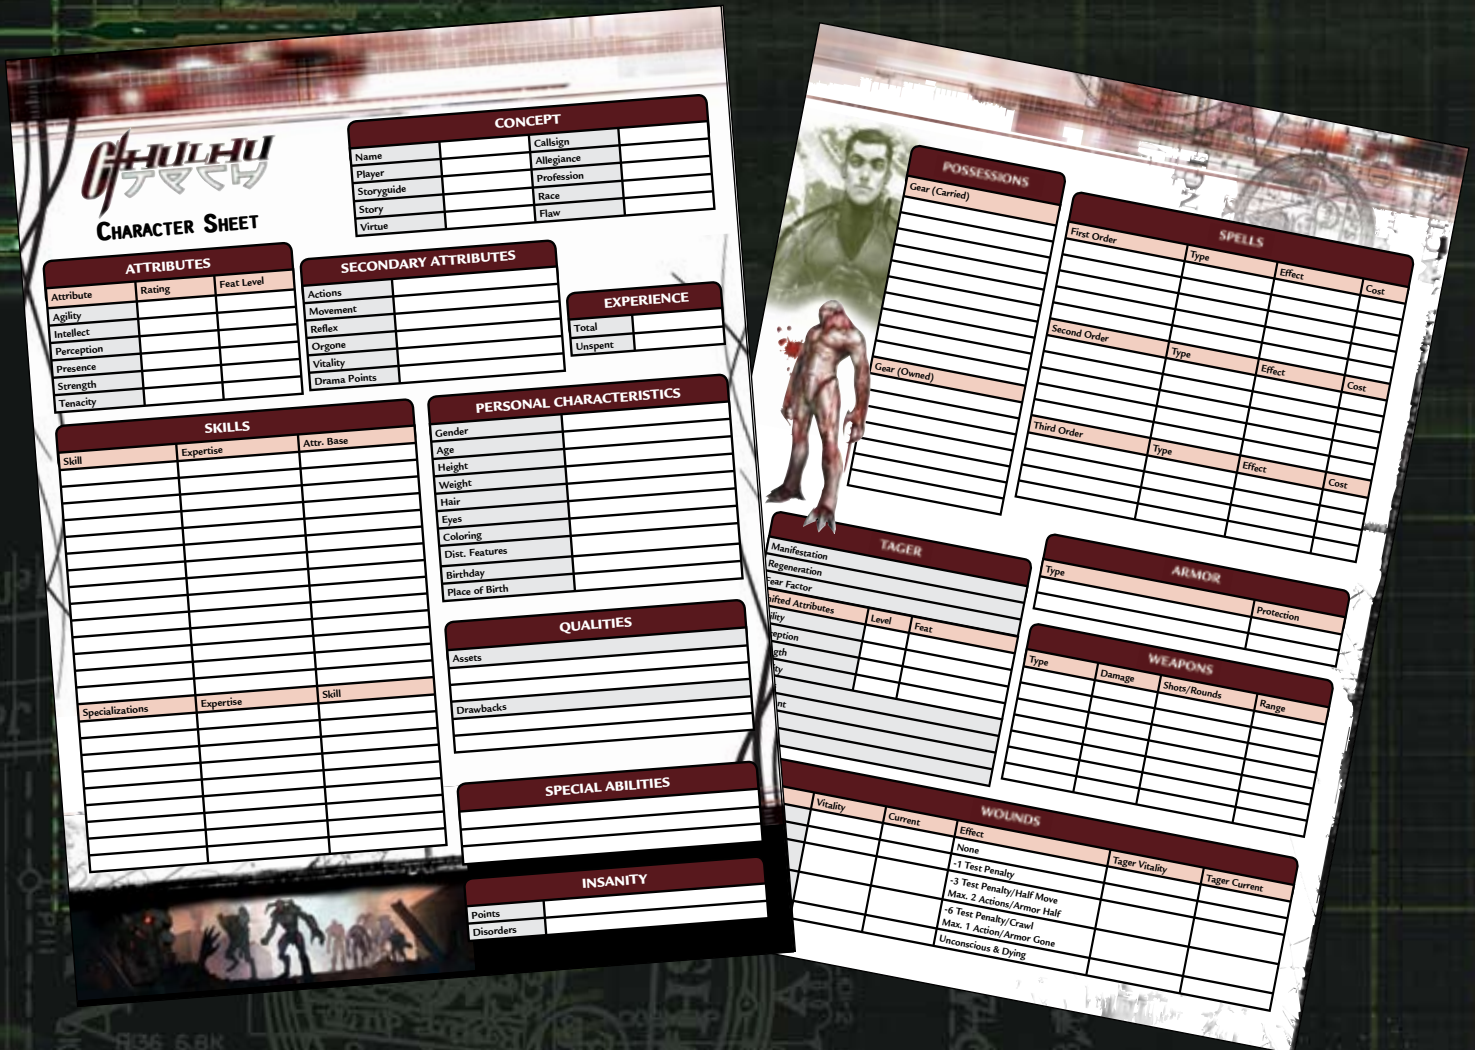 CTHULHU
TECH
CHARACTER SHEET
CONCEPT
Name
Callsign
Player
Allegiance
Storyguide
Profession
Story
Race
Virtue
Flaw
ATTRIBUTES
Attribute Rating Feat Level
Agility
Intellect
Perception
Presence
Strength
Tenacity
SECONDARY ATTRIBUTES
Actions
Movement
Reflex
Orgone
Vitality
Drama Points
EXPERIENCE
Total
Unspent
SKILLS
Skill Expertise Attr. Base
Specializations Expertise Skill
PERSONAL CHARACTERISTICS
Gender
Age
Height
Weight
Hair
Eyes
Coloring
Dist. Features
Birthday
Place of Birth
QUALITIES
Assets
Drawbacks
SPECIAL ABILITIES
INSANITY
Points
Disorders
POSSESSIONS
Gear (Carried)
Gear (Owned)
SPELLS
First Order Type Effect Cost
Second Order Type Effect Cost
Third Order Type Effect Cost
TAGER
Manifestation
Regeneration
Fear Factor
ifted Attributes Level Feat
ility
eption
gth
ty
nt
ARMOR
Type Protection
WEAPONS
Type Damage Shots/Rounds Range
WOUNDS
Vitality Current Effect Tager Vitality Tager Current
None
-1 Test Penalty
-3 Test Penalty/Half Move
Max. 2 Actions/Armor Half
-6 Test Penalty/Crawl
Max. 1 Action/Armor Gone
Unconscious & Dying